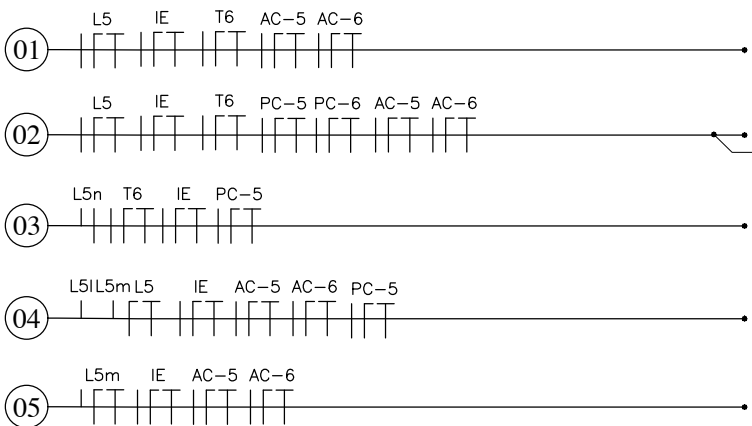 L5 IE T6 AC-5 AC-6
01
L5 IE T6 PC-5 PC-6 AC-5 AC-6
02
L5n T6 IE PC-5
03
L5l L5m L5 IE AC-5 AC-6 PC-5
04
L5m IE AC-5 AC-6
05